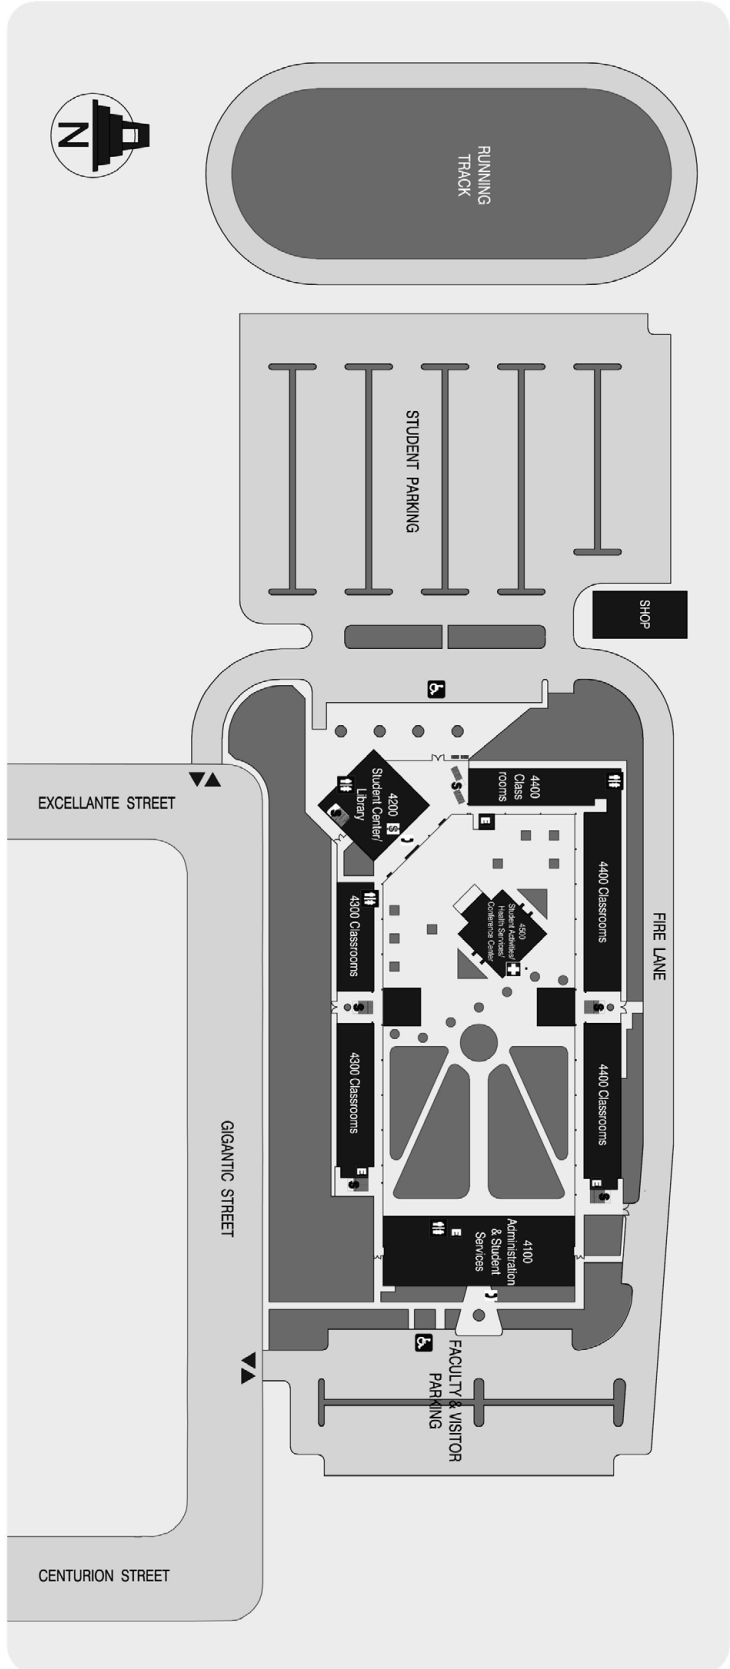 N
RUNNING
TRACK
STUDENT PARKING
SHOP
4200
Student Center/
Library
4400
Class
rooms
EXCELLANTE STREET
E
4300 Classrooms
4500
Student Activities/
Health Services/
Conference Center
4400 Classrooms
FIRE LANE
S
S
S
S
4300 Classrooms
4400 Classrooms
GIGANTIC STREET
E
S
E
S
4100
Administration
& Student
Services
E
FACULTY & VISITOR
PARKING
CENTURION STREET